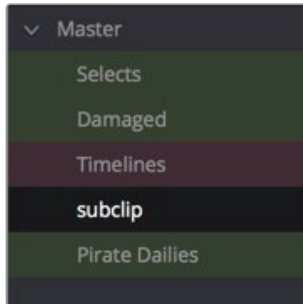 Master
Selects
Damaged
Timelines
subclip
Pirate Dailies